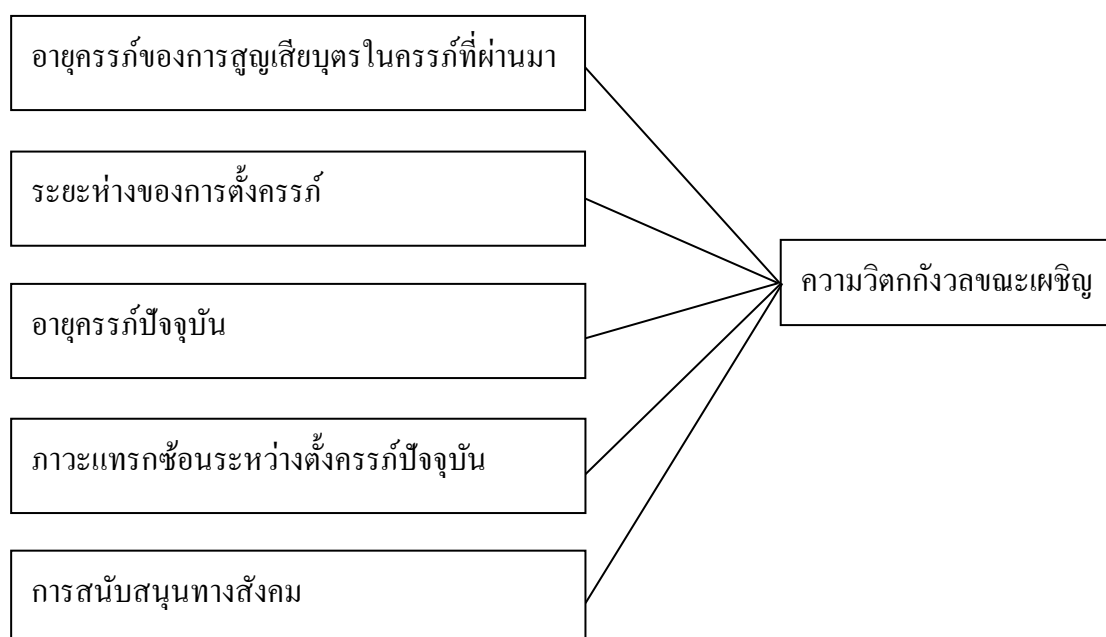 อายุครรภ์ของการสูญเสียบุตรในครรภ์ที่ผ่านมา
ระยะห่างของการตั้งครรภ์
อายุครรภ์ปัจจุบัน
ภาวะแทรกซ้อนระหว่างตั้งครรภ์ปัจจุบัน
การสนับสนุนทางสังคม
ความวิตกกังวลขณะเผชิญ